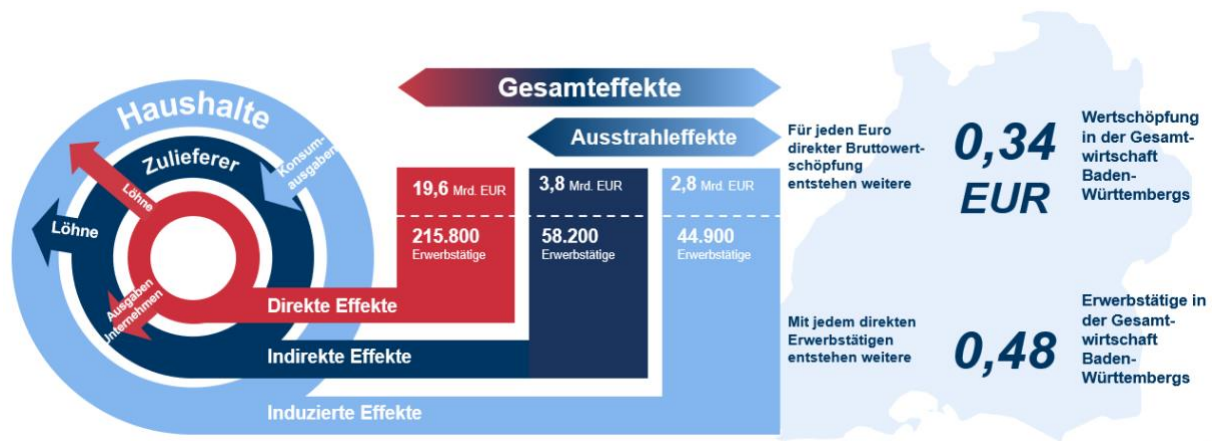 Haushalte
Zulieferer
Konsum-
ausgaben
Löhne
Löhne
Ausgaben
Unternehmen
Direkte Effekte
Indirekte Effekte
Induzierte Effekte
Gesamteffekte
Ausstrahleffekte
19,6 Mrd. EUR
215.800
Erwerbstätige
3,8 Mrd. EUR
58.200
Erwerbstätige
2,8 Mrd. EUR
44.900
Erwerbstätige
Für jeden Euro
direkter Bruttowert-
schöpfung
entstehen weitere
0,34
EUR
Wertschöpfung
in der Gesamt-
wirtschaft
Baden-
Württembergs
Mit jedem direkten
Erwerbstätigen
entstehen weitere
0,48
Erwerbstätige in
der Gesamt-
wirtschaft
Baden-
Württembergs